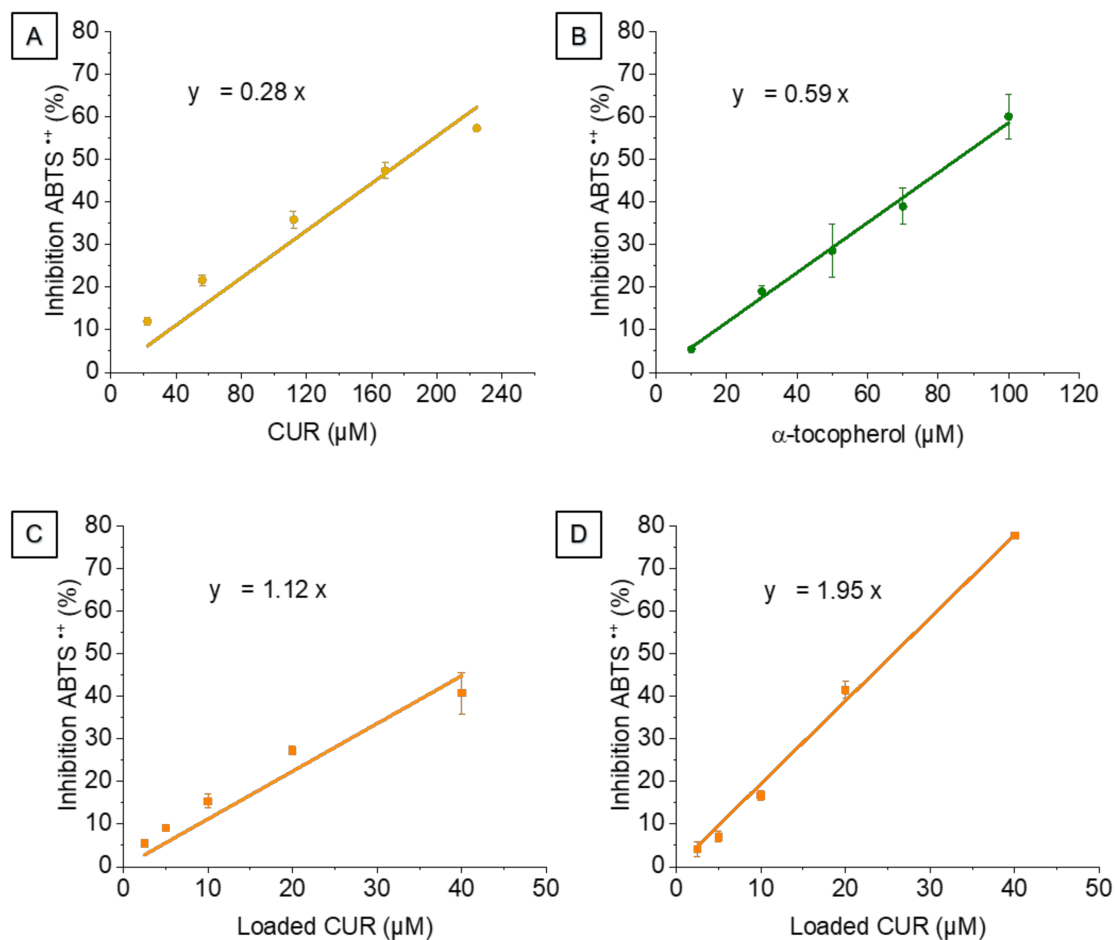 A
Inhibition ABTS •+ (%)
80
70
60
50
40
30
20
10
0
y = 0.28 x
0 40 80 120 160 200 240
CUR (µM)
B
Inhibition ABTS •+ (%)
80
70
60
50
40
30
20
10
0
y = 0.59 x
0 20 40 60 80 100 120
α-tocopherol (µM)
C
Inhibition ABTS •+ (%)
80
70
60
50
40
30
20
10
0
y = 1.12 x
0 10 20 30 40 50
Loaded CUR (µM)
D
Inhibition ABTS •+ (%)
80
70
60
50
40
30
20
10
0
y = 1.95 x
0 10 20 30 40 50
Loaded CUR (µM)